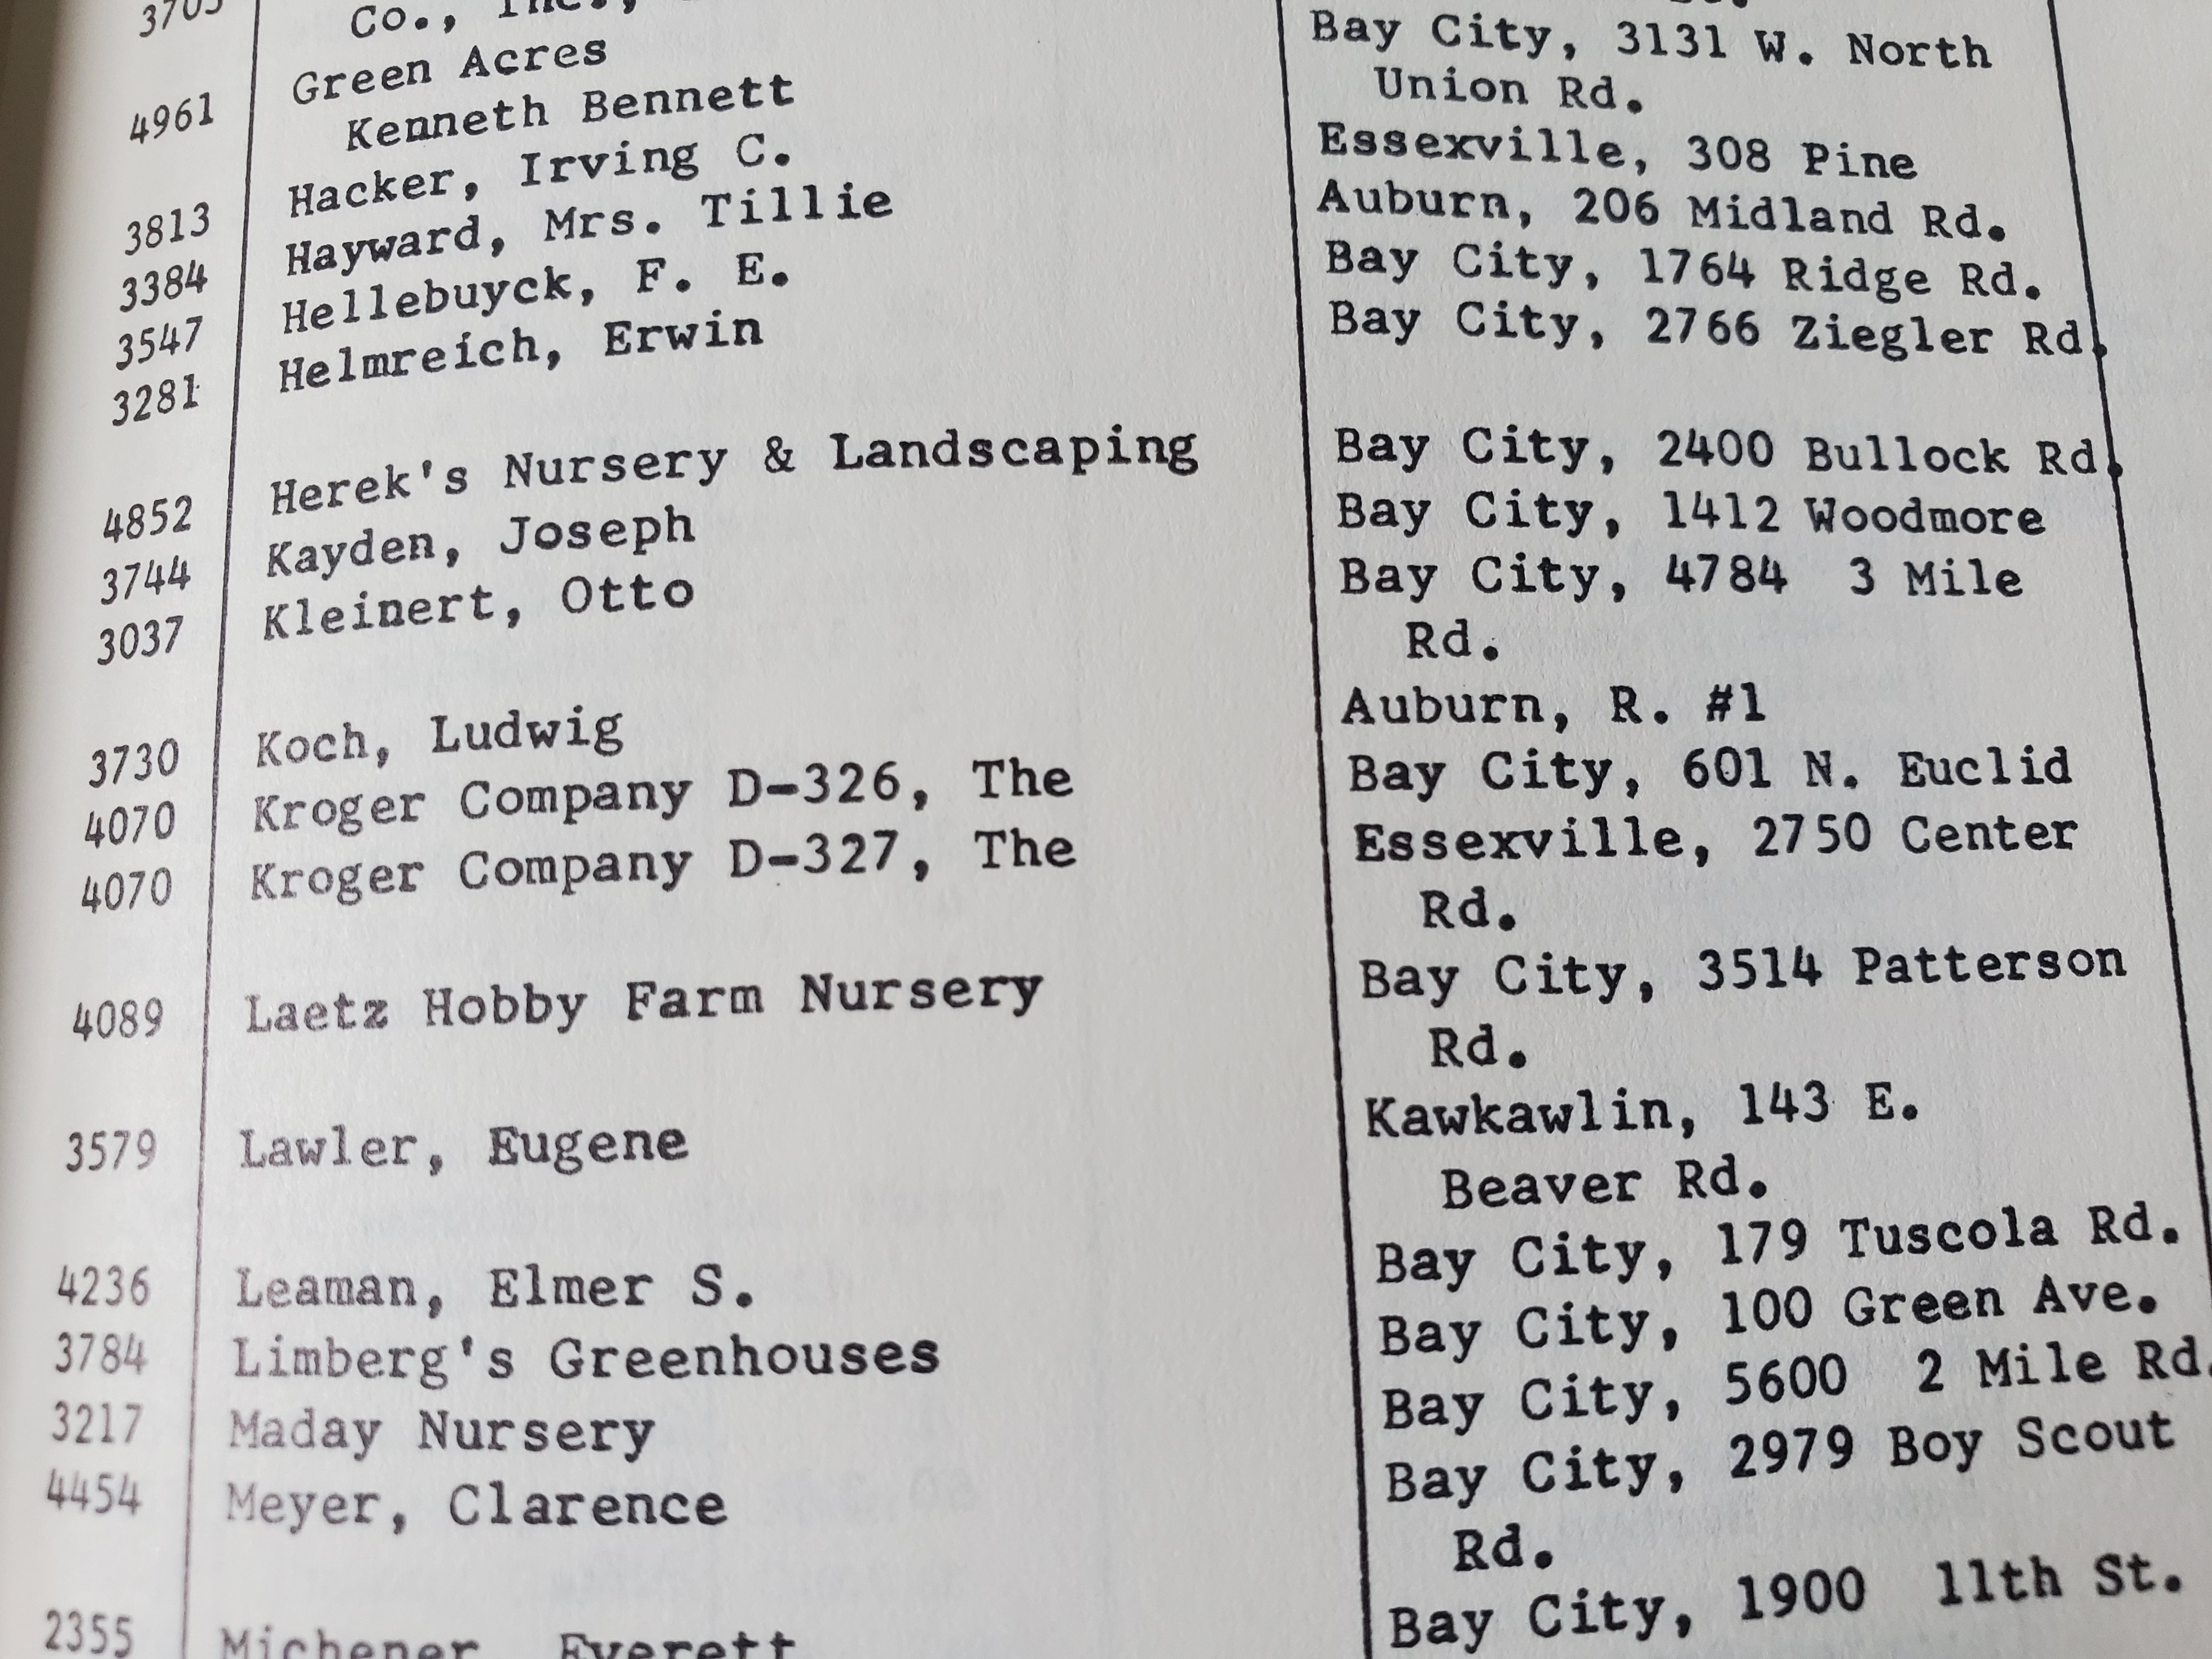 3705 Co., Inc.,
Green Acres Bay City, 3131 W. North
4961 Kenneth Bennett Union Rd.
3813 Hacker, Irving C. Essexville, 308 Pine
3384 Hayward, Mrs. Tillie Auburn, 206 Midland Rd.
3547 Hellebuyck, F. E. Bay City, 1764 Ridge Rd.
3281 Helmreich, Erwin Bay City, 2766 Ziegler Rd.
4852 Herek's Nursery & Landscaping Bay City, 2400 Bullock Rd.
3744 Kayden, Joseph Bay City, 1412 Woodmore
3037 Kleinert, Otto Bay City, 4784 3 Mile
Rd.
3730 Koch, Ludwig Auburn, R. #1
4070 Kroger Company D-326, The Bay City, 601 N. Euclid
4070 Kroger Company D-327, The Essexville, 2750 Center
Rd.
4089 Laetz Hobby Farm Nursery Bay City, 3514 Patterson
Rd.
3579 Lawler, Eugene Kawkawlin, 143 E.
Beaver Rd.
4236 Leaman, Elmer S. Bay City, 179 Tuscola Rd.
3784 Limberg's Greenhouses Bay City, 100 Green Ave.
3217 Maday Nursery Bay City, 5600 2 Mile Rd.
4454 Meyer, Clarence Bay City, 2979 Boy Scout
Rd.
2355 Michener Everett Bay City, 1900 11th St.